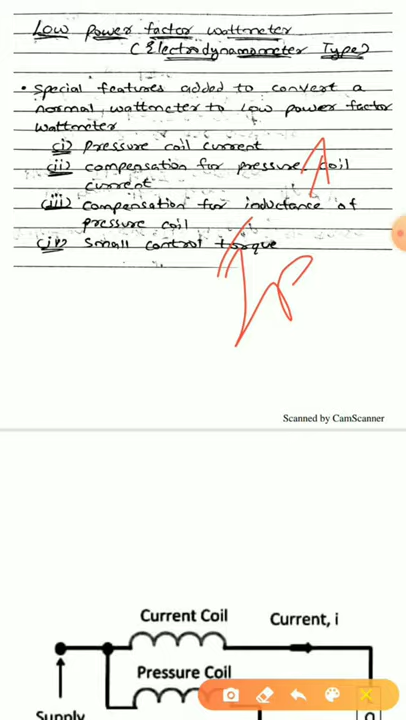 Low Power factor wattmeter
(Electrodynamometer Type)
• Special features added to convert a
normal wattmeter to low power factor
wattmeter
(i) Pressure coil current
(ii) compensation for pressure coil
current
(iii) compensation for inductance of
pressure coil
(iv) Small control torque
Scanned by CamScanner
Current Coil
Current, i
Pressure Coil
Supply